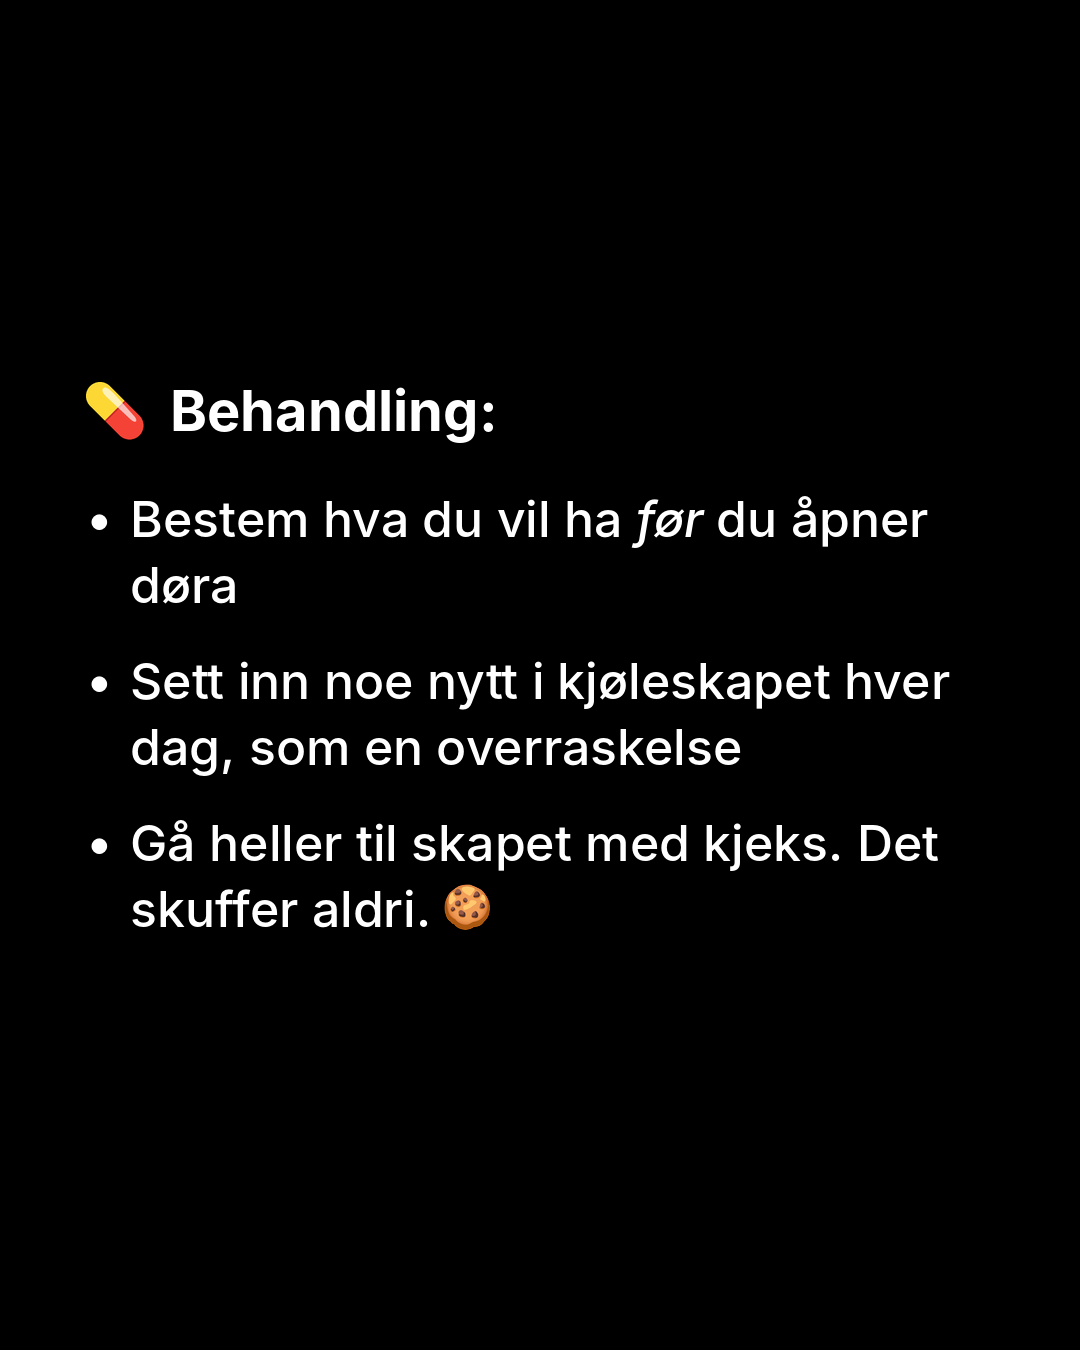 💊 Behandling:
• Bestem hva du vil ha før du åpner
døra
• Sett inn noe nytt i kjøleskapet hver
dag, som en overraskelse
• Gå heller til skapet med kjeks. Det
skuffer aldri. 🍪